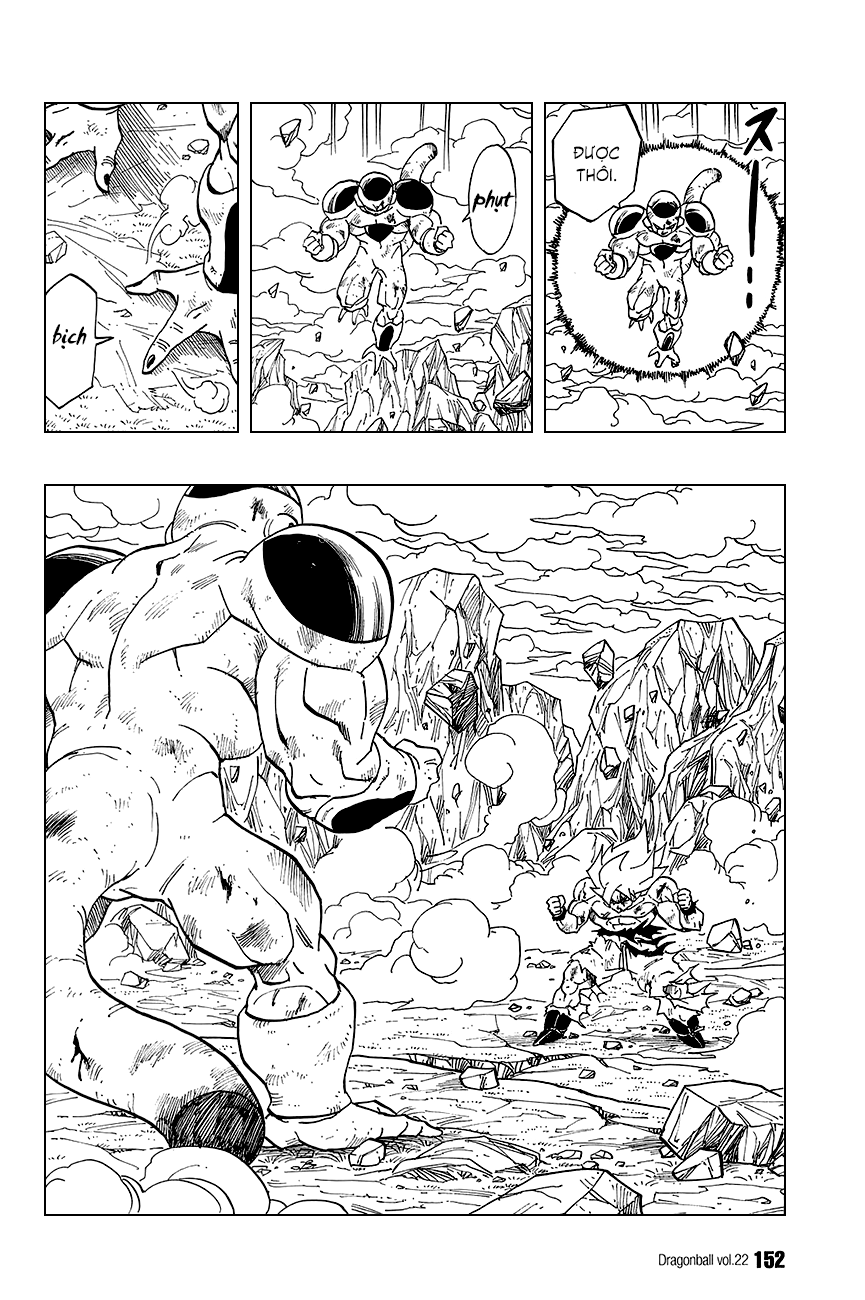 ス
ĐƯỢC
THÔI.
phụt
bịch
Dragonball vol.22 152